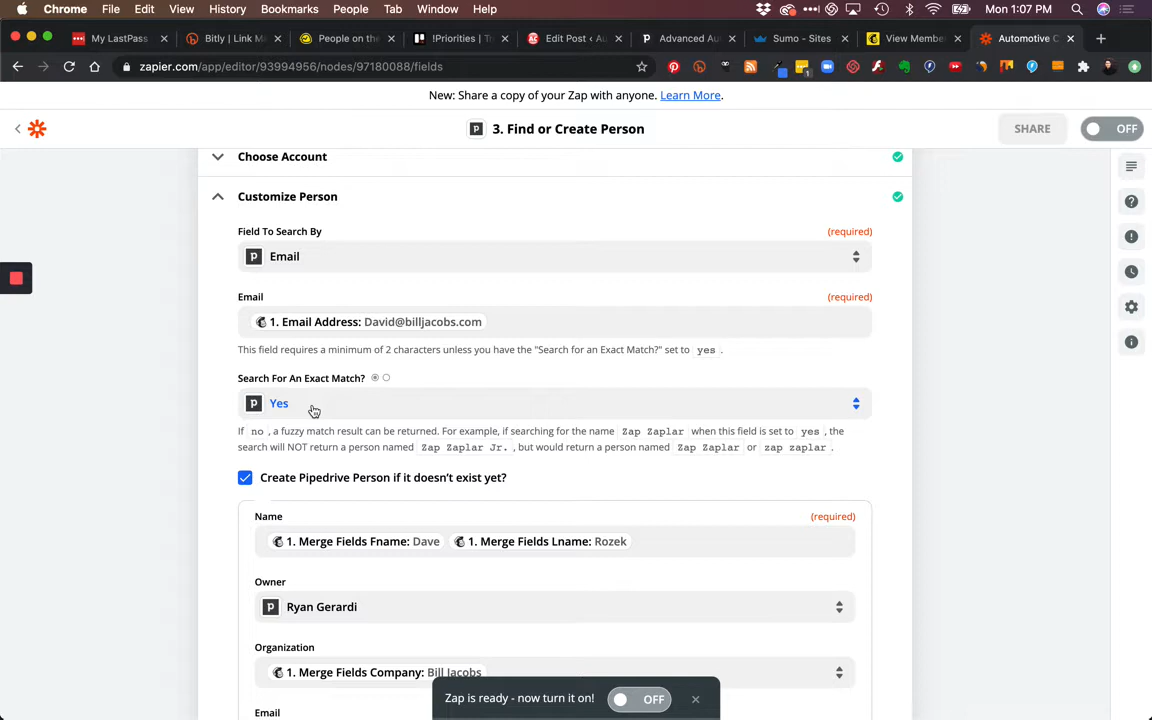 Chrome File Edit View History Bookmarks People Tab Window Help Mon 1:07 PM
My LastPass Bitly | Link M People on the !Priorities | T Edit Post ‹ Au Advanced Au Sumo - Sites View Membe Automotive C
zapier.com/app/editor/93994956/nodes/97180088/fields
New: Share a copy of your Zap with anyone. Learn More.
3. Find or Create Person SHARE OFF
Choose Account
Customize Person
Field To Search By (required)
Email
Email (required)
1. Email Address: David@billjacobs.com
This field requires a minimum of 2 characters unless you have the "Search for an Exact Match?" set to yes .
Search For An Exact Match?
Yes
If no , a fuzzy match result can be returned. For example, if searching for the name Zap Zaplar when this field is set to yes , the
search will NOT return a person named Zap Zaplar Jr. , but would return a person named Zap Zaplar or zap zaplar .
Create Pipedrive Person if it doesn't exist yet?
Name (required)
1. Merge Fields Fname: Dave 1. Merge Fields Lname: Rozek
Owner
Ryan Gerardi
Organization
1. Merge Fields Company: Bill Jacobs
Zap is ready - now turn it on! OFF
Email